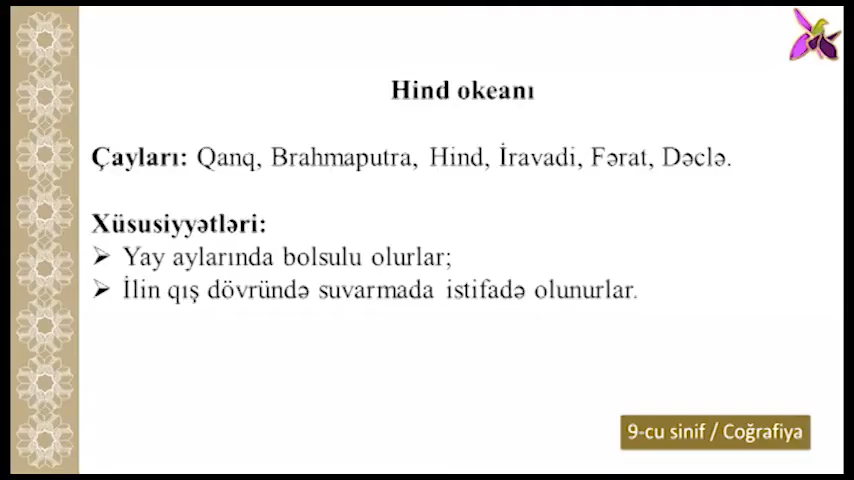 Hind okeanı
Çayları: Qanq, Brahmaputra, Hind, İravadi, Fərat, Dəclə.
Xüsusiyyətləri:
➢ Yay aylarında bolsulu olurlar;
➢ İlin qış dövründə suvarmada istifadə olunurlar.
9-cu sinif / Coğrafiya